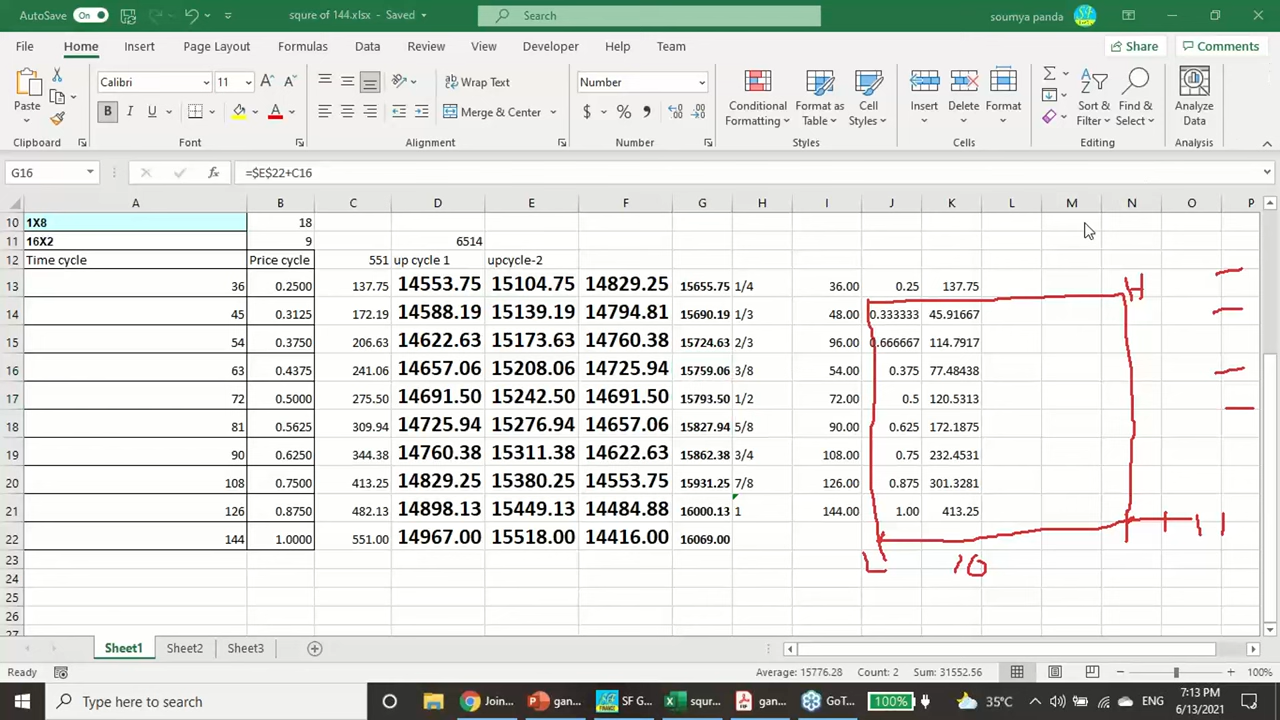 AutoSave On squre of 144.xlsx - Saved Search soumya panda
File Home Insert Page Layout Formulas Data Review View Developer Help Team Share Comments
Paste Calibri 11 Wrap Text Number Conditional Formatting Format as Table Cell Styles Insert Delete Format Sort & Filter Find & Select Analyze Data
B I U Merge & Center $ %
Clipboard Font Alignment Number Styles Cells Editing Analysis
G16 fx =$E$22+C16
A B C D E F G H I J K L M N O P
10 1X8 18
11 16X2 9 6514
12 Time cycle Price cycle 551 up cycle 1 upcycle-2
13 36 0.2500 137.75 14553.75 15104.75 14829.25 15655.75 1/4 36.00 0.25 137.75 H
14 45 0.3125 172.19 14588.19 15139.19 14794.81 15690.19 1/3 48.00 0.333333 45.91667
15 54 0.3750 206.63 14622.63 15173.63 14760.38 15724.63 2/3 96.00 0.666667 114.7917
16 63 0.4375 241.06 14657.06 15208.06 14725.94 15759.06 3/8 54.00 0.375 77.48438
17 72 0.5000 275.50 14691.50 15242.50 14691.50 15793.50 1/2 72.00 0.5 120.5313
18 81 0.5625 309.94 14725.94 15276.94 14657.06 15827.94 5/8 90.00 0.625 172.1875
19 90 0.6250 344.38 14760.38 15311.38 14622.63 15862.38 3/4 108.00 0.75 232.4531
20 108 0.7500 413.25 14829.25 15380.25 14553.75 15931.25 7/8 126.00 0.875 301.3281
21 126 0.8750 482.13 14898.13 15449.13 14484.88 16000.13 1 144.00 1.00 413.25
22 144 1.0000 551.00 14967.00 15518.00 14416.00 16069.00
23 L 10
24
25
26
27
Sheet1 Sheet2 Sheet3
Ready Average: 15776.28 Count: 2 Sum: 31552.56 100%
Type here to search Join... gan... SF G... squr... gan... GoT... 100% 35°C ENG 7:13 PM
6/13/2021